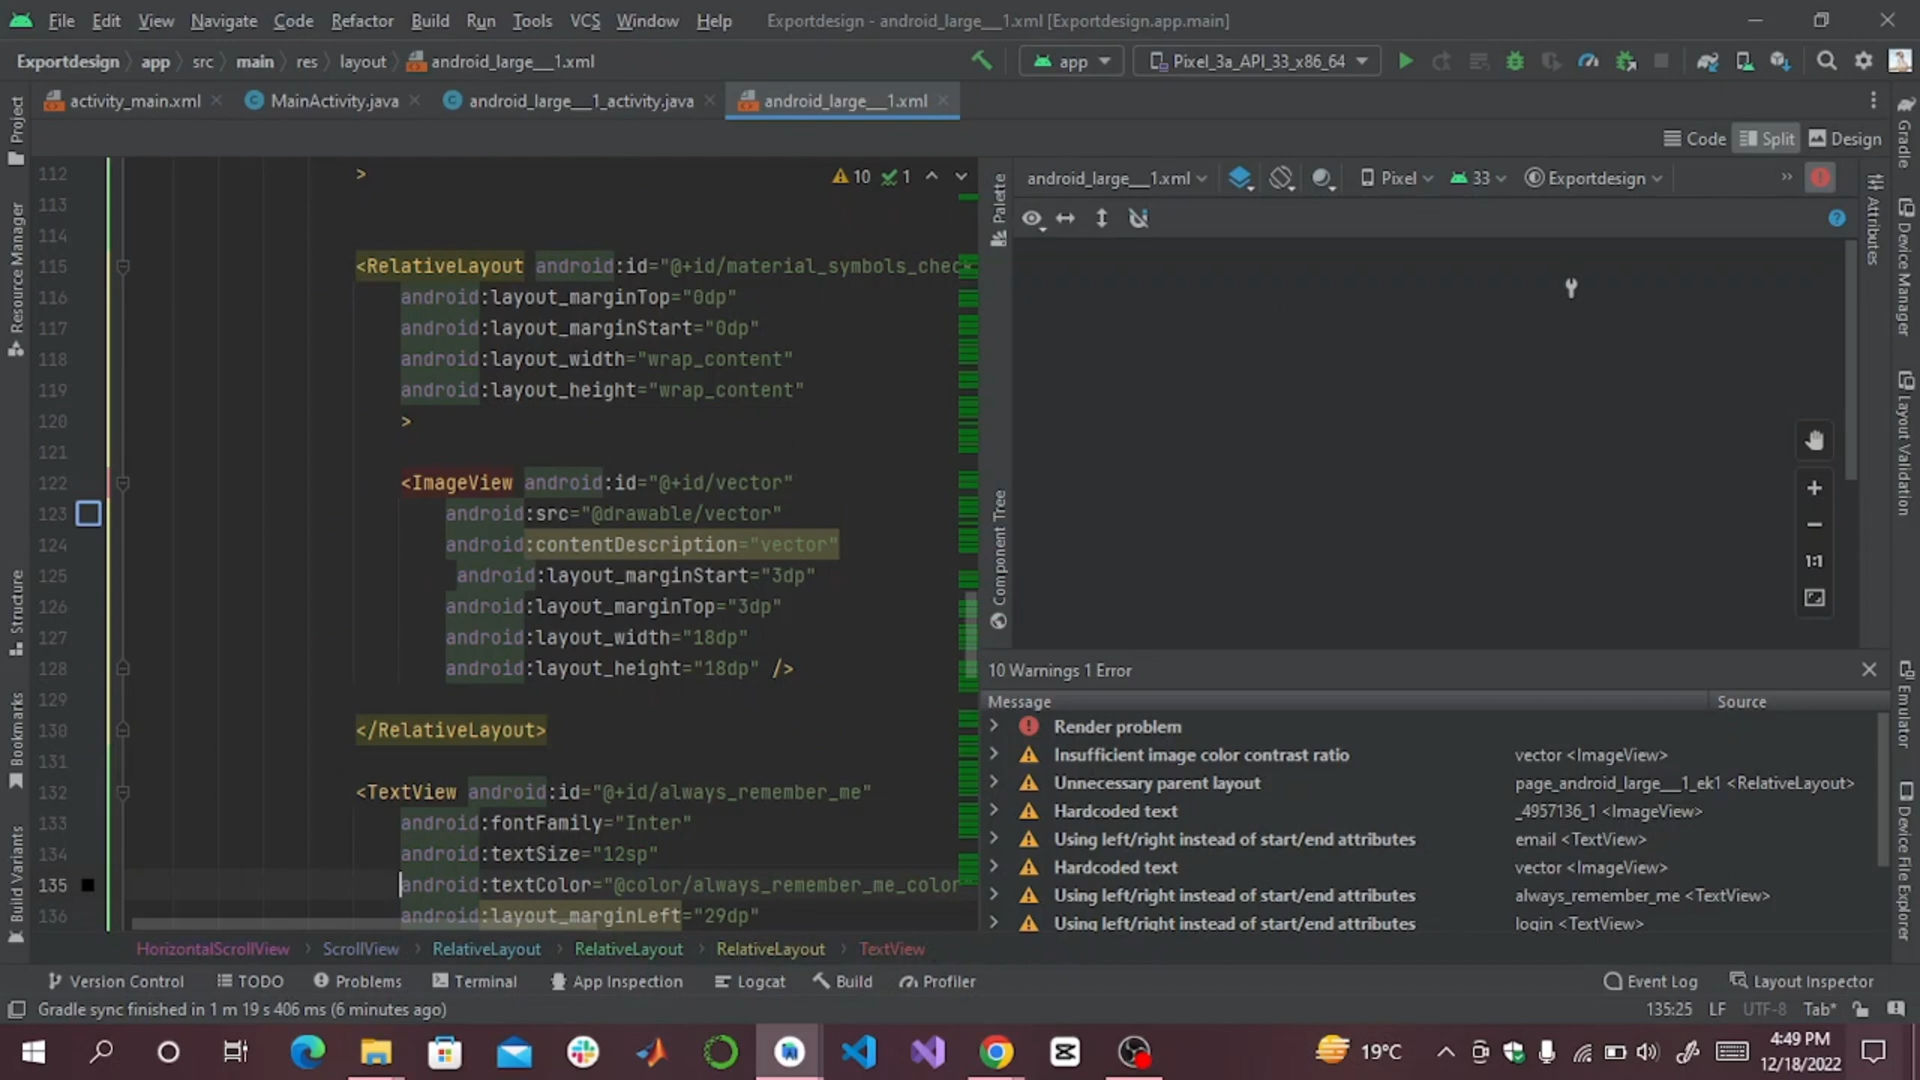 File Edit View Navigate Code Refactor Build Run Tools VCS Window Help Exportdesign - android_large___1.xml [Exportdesign.app.main]
Exportdesign app src main res layout android_large___1.xml app Pixel_3a_API_33_x86_64
activity_main.xml MainActivity.java android_large___1_activity.java android_large___1.xml
Code Split Design
android_large___1.xml Pixel 33 Exportdesign
10 1
112 >
113
114
115 <RelativeLayout android:id="@+id/material_symbols_chec
116 android:layout_marginTop="0dp"
117 android:layout_marginStart="0dp"
118 android:layout_width="wrap_content"
119 android:layout_height="wrap_content"
120 >
121
122 <ImageView android:id="@+id/vector"
123 android:src="@drawable/vector"
124 android:contentDescription="vector"
125 android:layout_marginStart="3dp"
126 android:layout_marginTop="3dp"
127 android:layout_width="18dp"
128 android:layout_height="18dp" />
129
130 </RelativeLayout>
131
132 <TextView android:id="@+id/always_remember_me"
133 android:fontFamily="Inter"
134 android:textSize="12sp"
135 android:textColor="@color/always_remember_me_color
136 android:layout_marginLeft="29dp"
HorizontalScrollView ScrollView RelativeLayout RelativeLayout RelativeLayout TextView
Project
Resource Manager
Structure
Bookmarks
Build Variants
Palette
Component Tree
1:1
10 Warnings 1 Error
Message Source
Render problem
Insufficient image color contrast ratio vector <ImageView>
Unnecessary parent layout page_android_large___1_ek1 <RelativeLayout>
Hardcoded text _4957136_1 <ImageView>
Using left/right instead of start/end attributes email <TextView>
Hardcoded text vector <ImageView>
Using left/right instead of start/end attributes always_remember_me <TextView>
Using left/right instead of start/end attributes login <TextView>
Attributes
Gradle
Device Manager
Layout Validation
Emulator
Device File Explorer
Version Control TODO Problems Terminal App Inspection Logcat Build Profiler Event Log Layout Inspector
Gradle sync finished in 1 m 19 s 406 ms (6 minutes ago) 135:25 LF UTF-8 Tab*
19°C 4:49 PM
12/18/2022